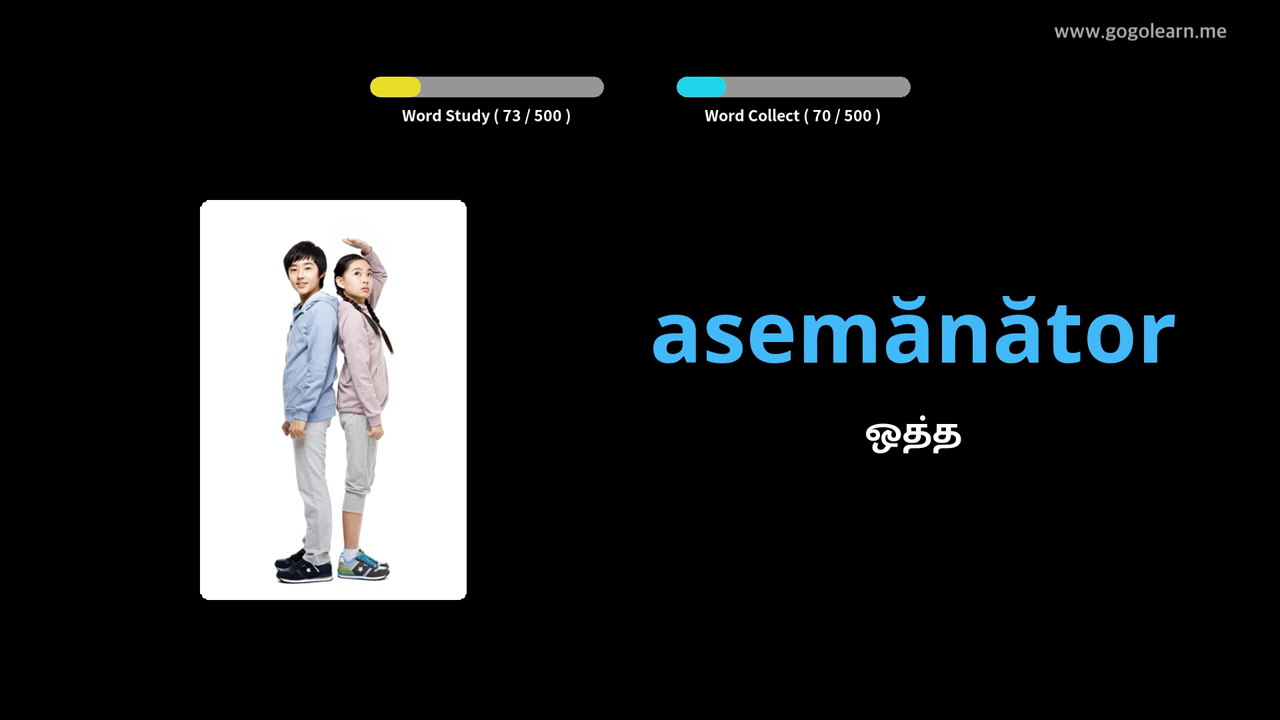 www.gogolearn.me
Word Study ( 73 / 500 )
Word Collect ( 70 / 500 )
asemănător
ஒத்த